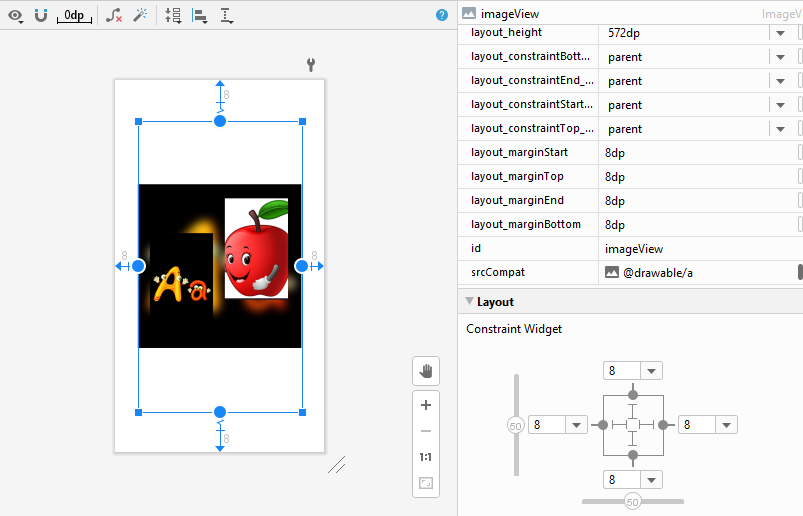 0dp
imageView
ImageV
layout_height 572dp
layout_constraintBott... parent
layout_constraintEnd_... parent
layout_constraintStart... parent
layout_constraintTop_... parent
layout_marginStart 8dp
layout_marginTop 8dp
layout_marginEnd 8dp
layout_marginBottom 8dp
id imageView
srcCompat @drawable/a
Layout
Constraint Widget
8
50
8
8
8
50
8
8
8
8
Aa
1:1